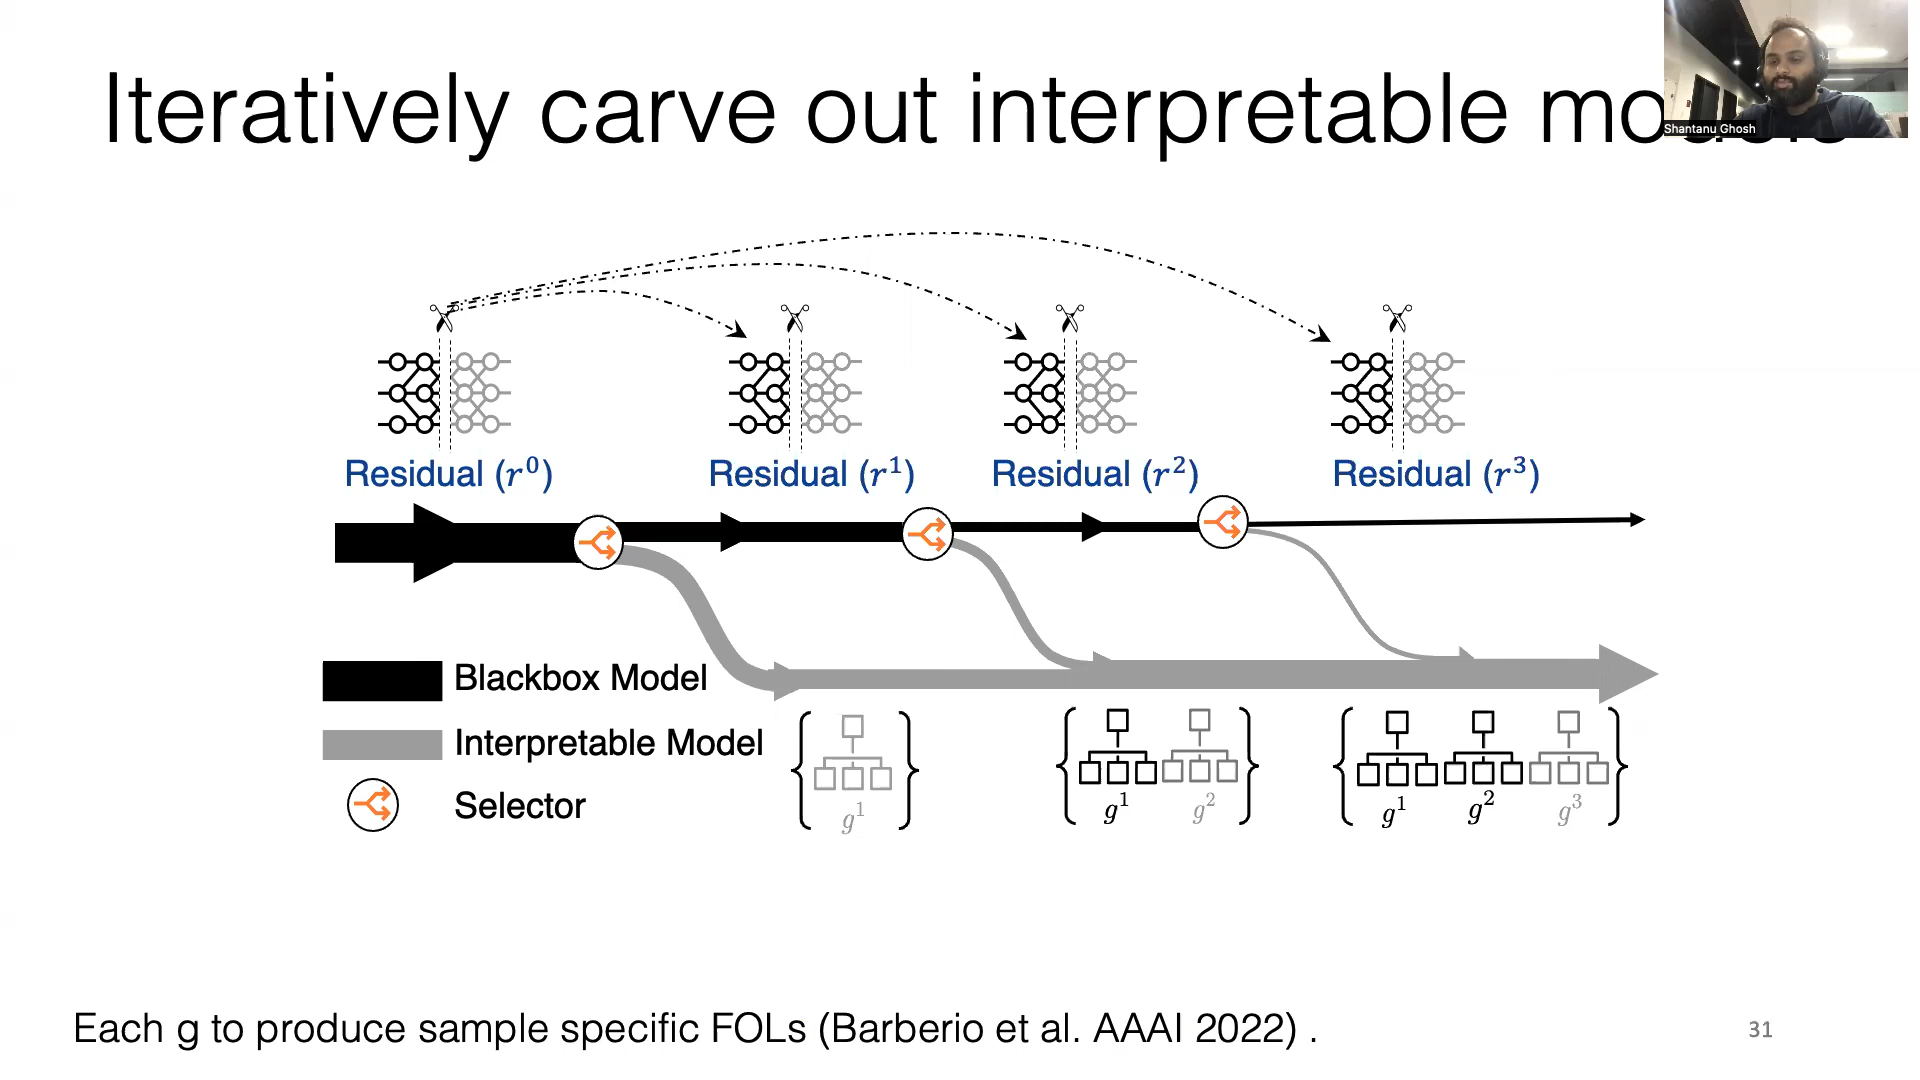 Iteratively carve out interpretable
Shantanu Ghosh
Residual (r⁰) Residual (r¹) Residual (r²) Residual (r³)
Blackbox Model
Interpretable Model
Selector
g¹ g¹ g² g¹ g² g³
Each g to produce sample specific FOLs (Barberio et al. AAAI 2022) .
31